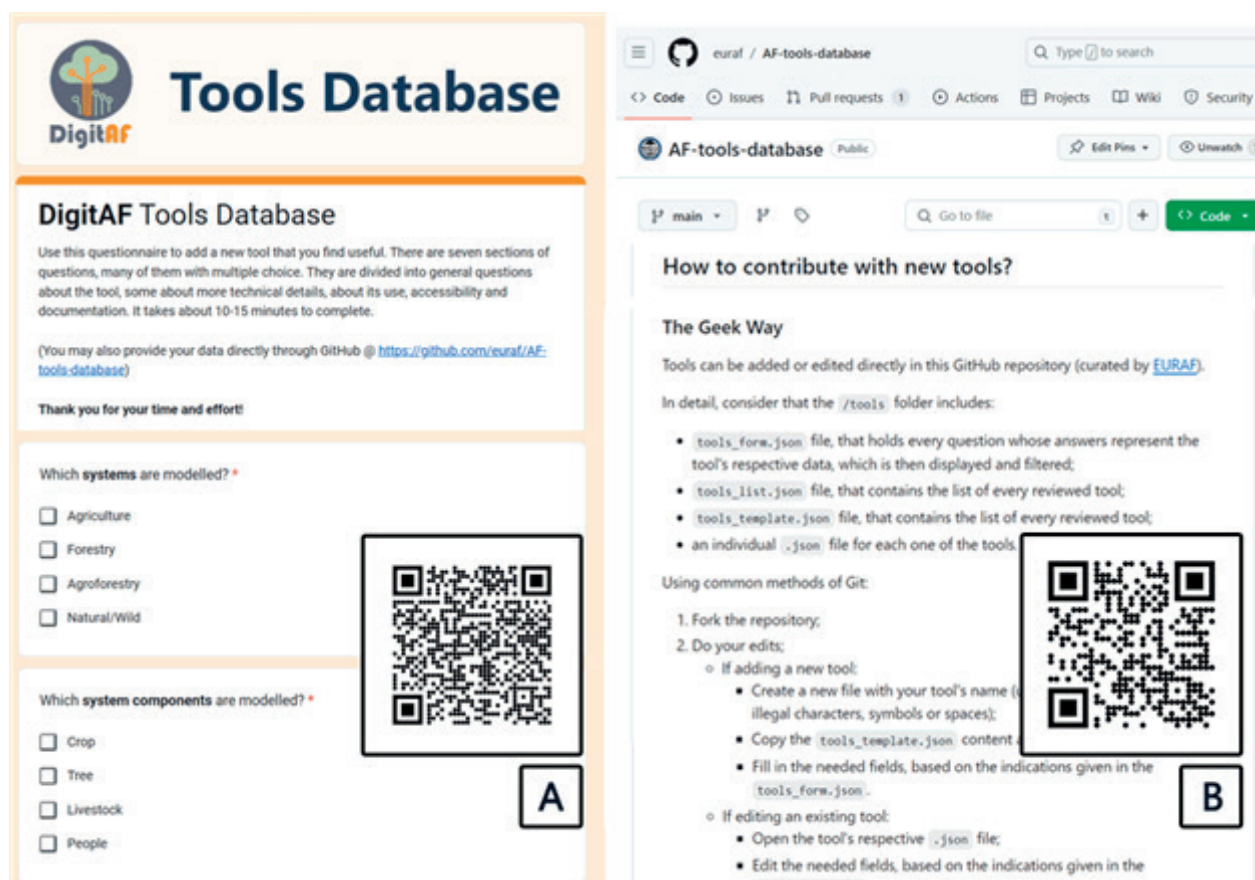 DigitAF
Tools Database
DigitAF Tools Database
Use this questionnaire to add a new tool that you find useful. There are seven sections of
questions, many of them with multiple choice. They are divided into general questions
about the tool, some about more technical details, about its use, accessibility and
documentation. It takes about 10-15 minutes to complete.
(You may also provide your data directly through GitHub @ https://github.com/euraf/AF-
tools-database)
Thank you for your time and effort!
Which systems are modelled? *
Agriculture
Forestry
Agroforestry
Natural/Wild
Which system components are modelled? *
Crop
Tree
Livestock
People
A
euraf / AF-tools-database
Type / to search
<> Code
Issues
Pull requests 1
Actions
Projects
Wiki
Security
AF-tools-database Public
Edit Pins
Unwatch
main
Go to file
t
+
<> Code
How to contribute with new tools?
The Geek Way
Tools can be added or edited directly in this GitHub repository (curated by EURAF).
In detail, consider that the /tools folder includes:
• tools_form.json file, that holds every question whose answers represent the
tool's respective data, which is then displayed and filtered;
• tools_list.json file, that contains the list of every reviewed tool;
• tools_template.json file, that contains the list of every reviewed tool;
• an individual .json file for each one of the tools.
Using common methods of Git:
1. Fork the repository;
2. Do your edits;
If adding a new tool:
Create a new file with your tool's name (
illegal characters, symbols or spaces);
Copy the tools_template.json content
Fill in the needed fields, based on the indications given in the
tools_form.json.
If editing an existing tool:
Open the tool's respective .json file;
Edit the needed fields, based on the indications given in the
B